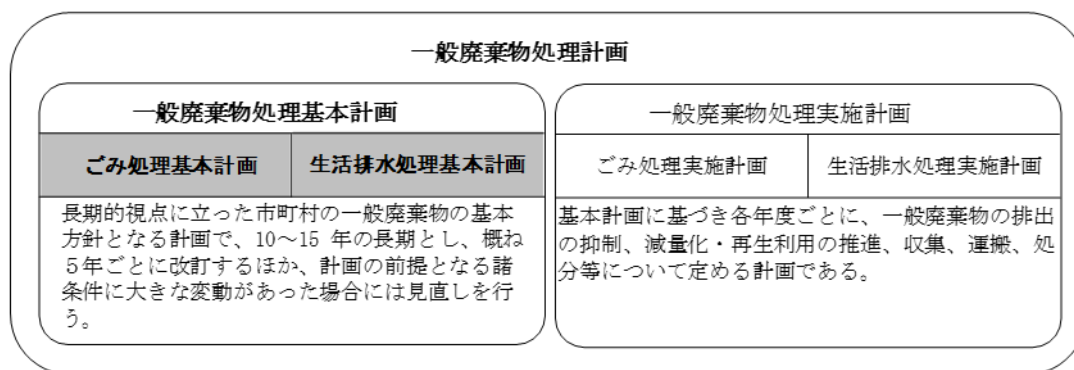 一般廃棄物処理計画
一般廃棄物処理基本計画
ごみ処理基本計画
生活排水処理基本計画
長期的視点に立った市町村の一般廃棄物の基本
方針となる計画で、10～15 年の長期とし、概ね
５年ごとに改訂するほか、計画の前提となる諸
条件に大きな変動があった場合には見直しを行
う。
一般廃棄物処理実施計画
ごみ処理実施計画
生活排水処理実施計画
基本計画に基づき各年度ごとに、一般廃棄物の排出
の抑制、減量化・再生利用の推進、収集、運搬、処
分等について定める計画である。